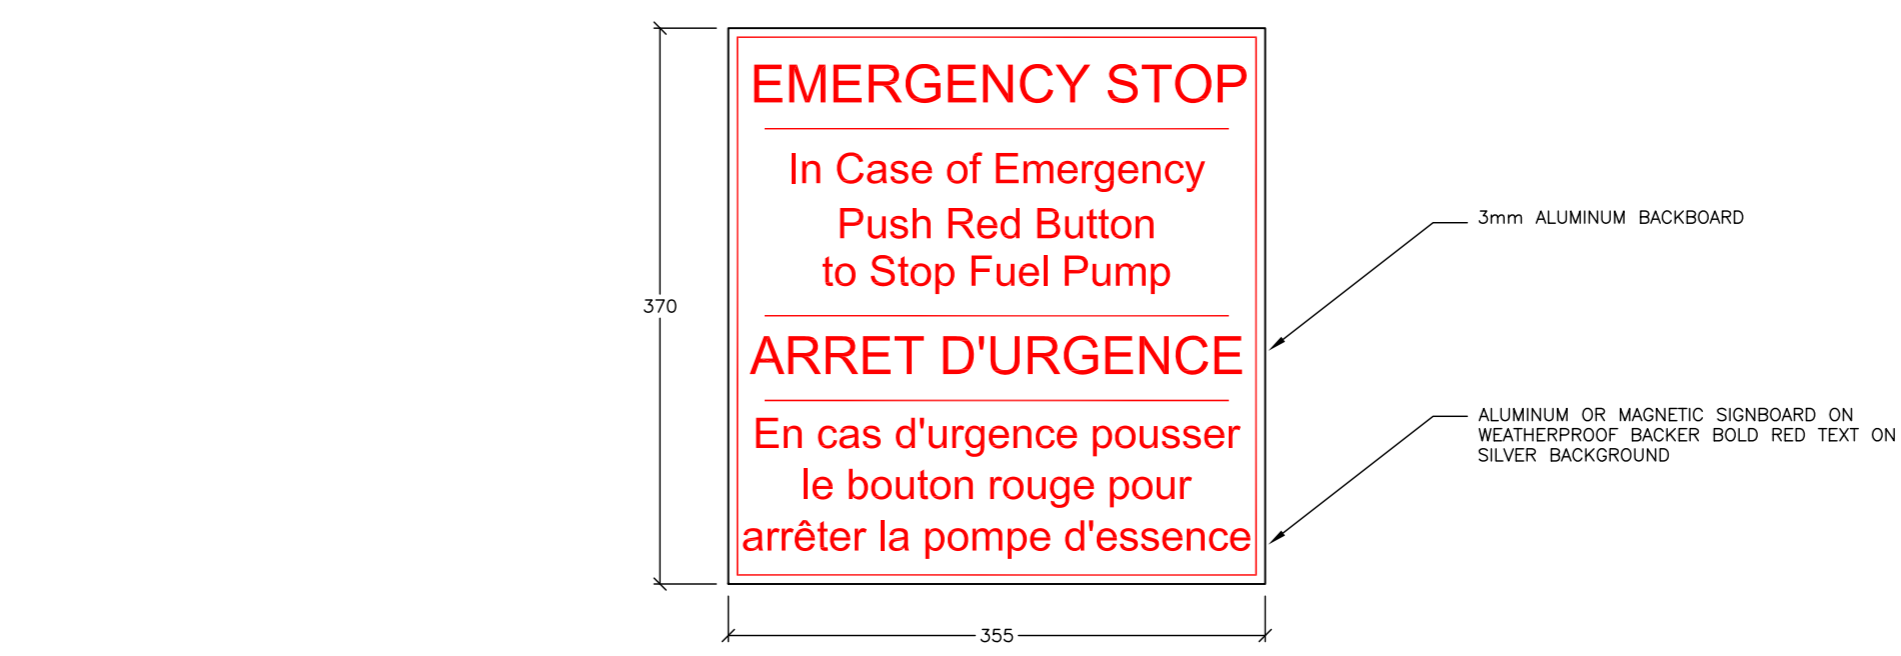 EMERGENCY STOP
In Case of Emergency
Push Red Button
to Stop Fuel Pump
ARRET D'URGENCE
En cas d'urgence pousser
le bouton rouge pour
arrêter la pompe d'essence
370
355
3mm ALUMINUM BACKBOARD
ALUMINUM OR MAGNETIC SIGNBOARD ON
WEATHERPROOF BACKER BOLD RED TEXT ON
SILVER BACKGROUND